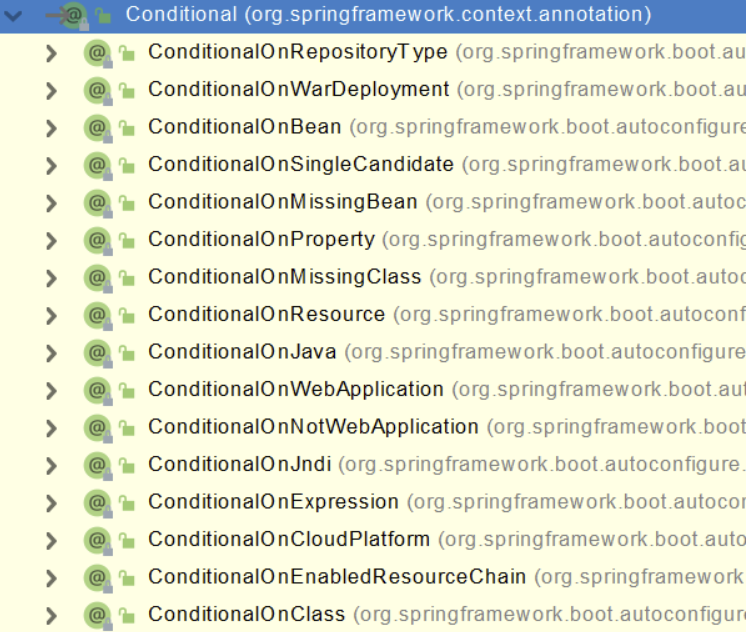 Conditional (org.springframework.context.annotation)
ConditionalOnRepositoryType (org.springframework.boot.au
ConditionalOnWarDeployment (org.springframework.boot.au
ConditionalOnBean (org.springframework.boot.autoconfigure
ConditionalOnSingleCandidate (org.springframework.boot.au
ConditionalOnMissingBean (org.springframework.boot.autoc
ConditionalOnProperty (org.springframework.boot.autoconfig
ConditionalOnMissingClass (org.springframework.boot.autoc
ConditionalOnResource (org.springframework.boot.autoconf
ConditionalOnJava (org.springframework.boot.autoconfigure
ConditionalOnWebApplication (org.springframework.boot.aut
ConditionalOnNotWebApplication (org.springframework.boot
ConditionalOnJndi (org.springframework.boot.autoconfigure.
ConditionalOnExpression (org.springframework.boot.autocon
ConditionalOnCloudPlatform (org.springframework.boot.auto
ConditionalOnEnabledResourceChain (org.springframework
ConditionalOnClass (org.springframework.boot.autoconfigure